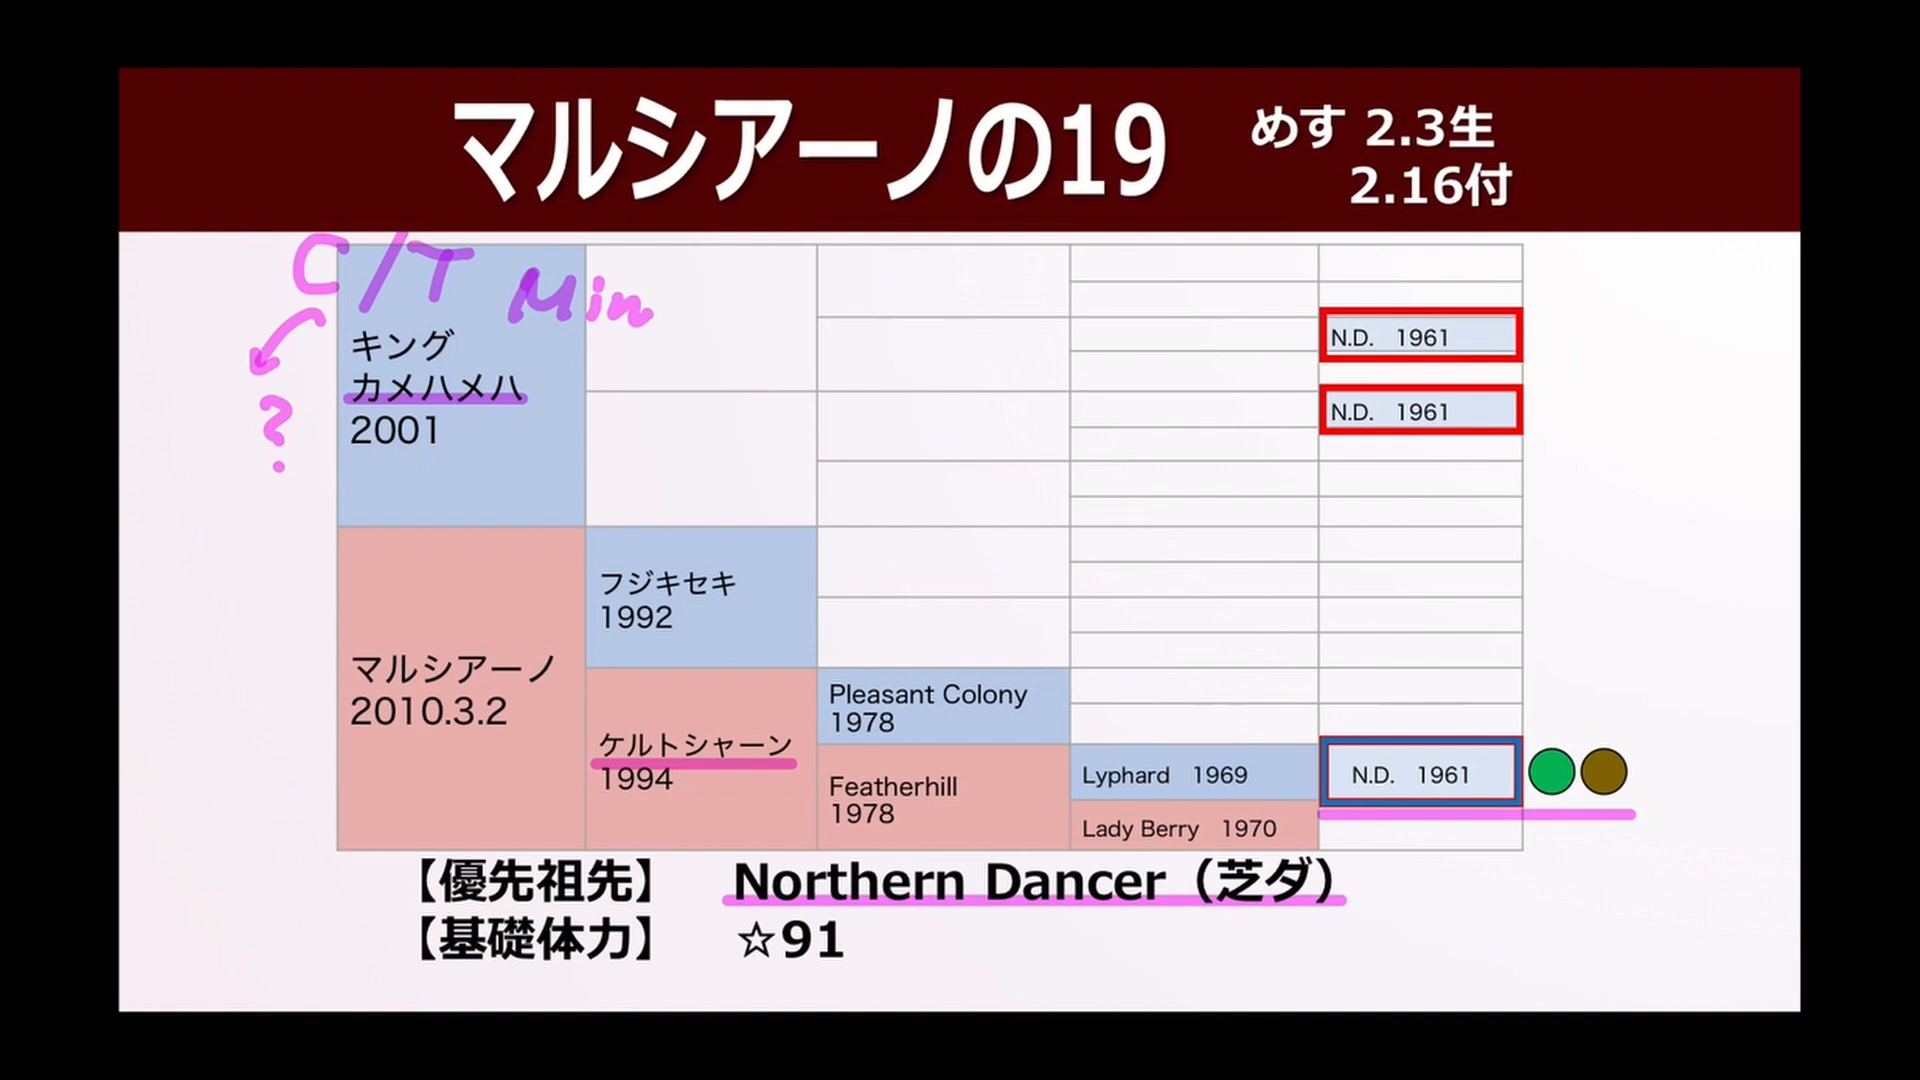 マルシアーノの19
めす 2.3生
2.16付
C/T Min
?
キング
カメハメハ
2001
N.D. 1961
N.D. 1961
マルシアーノ
2010.3.2
フジキセキ
1992
ケルトシャーン
1994
Pleasant Colony
1978
Featherhill
1978
Lyphard 1969
Lady Berry 1970
N.D. 1961
【優先祖先】 Northern Dancer（芝ダ）
【基礎体力】 ☆91